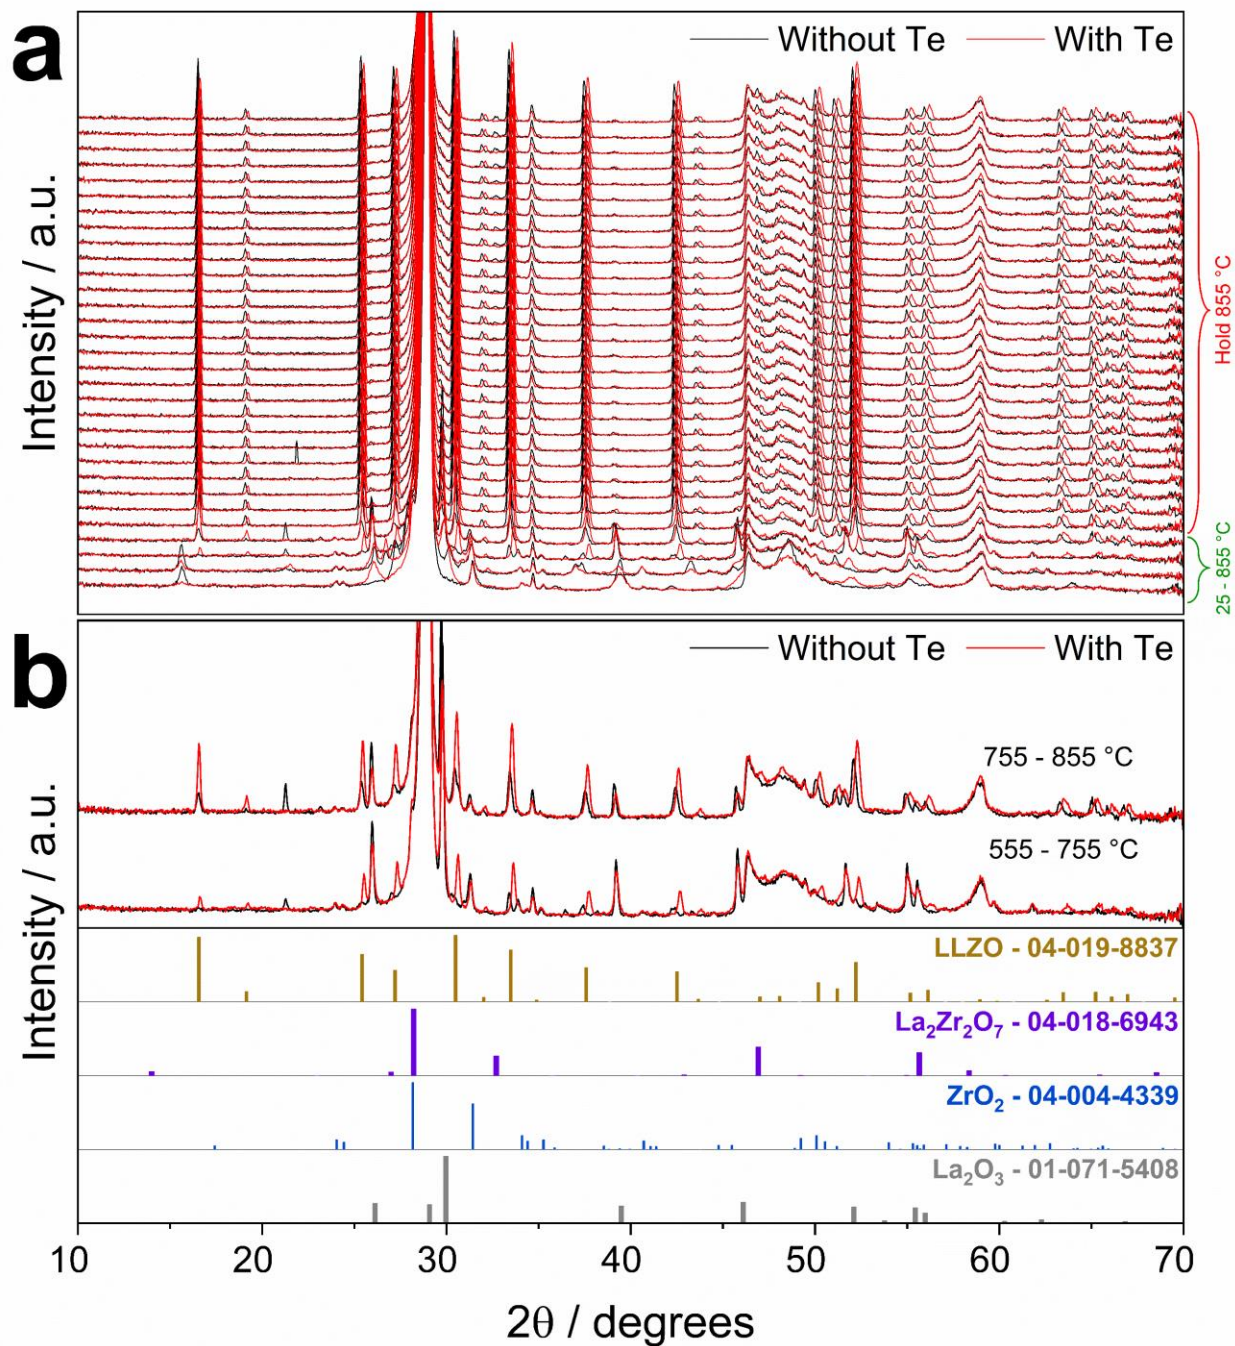 a
Without Te With Te
Intensity / a.u.
Hold 855 °C
25 - 855 °C
b
Without Te With Te
755 - 855 °C
555 - 755 °C
Intensity / a.u.
LLZO - 04-019-8837
La₂Zr₂O₇ - 04-018-6943
ZrO₂ - 04-004-4339
La₂O₃ - 01-071-5408
10 20 30 40 50 60 70
2θ / degrees